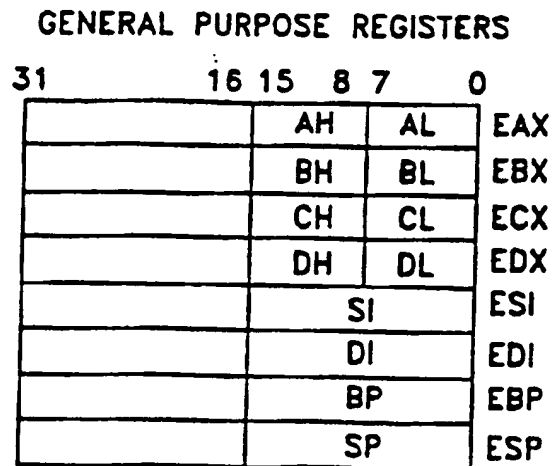 GENERAL PURPOSE REGISTERS
31 16 15 8 7 0
AH AL EAX
BH BL EBX
CH CL ECX
DH DL EDX
SI ESI
DI EDI
BP EBP
SP ESP